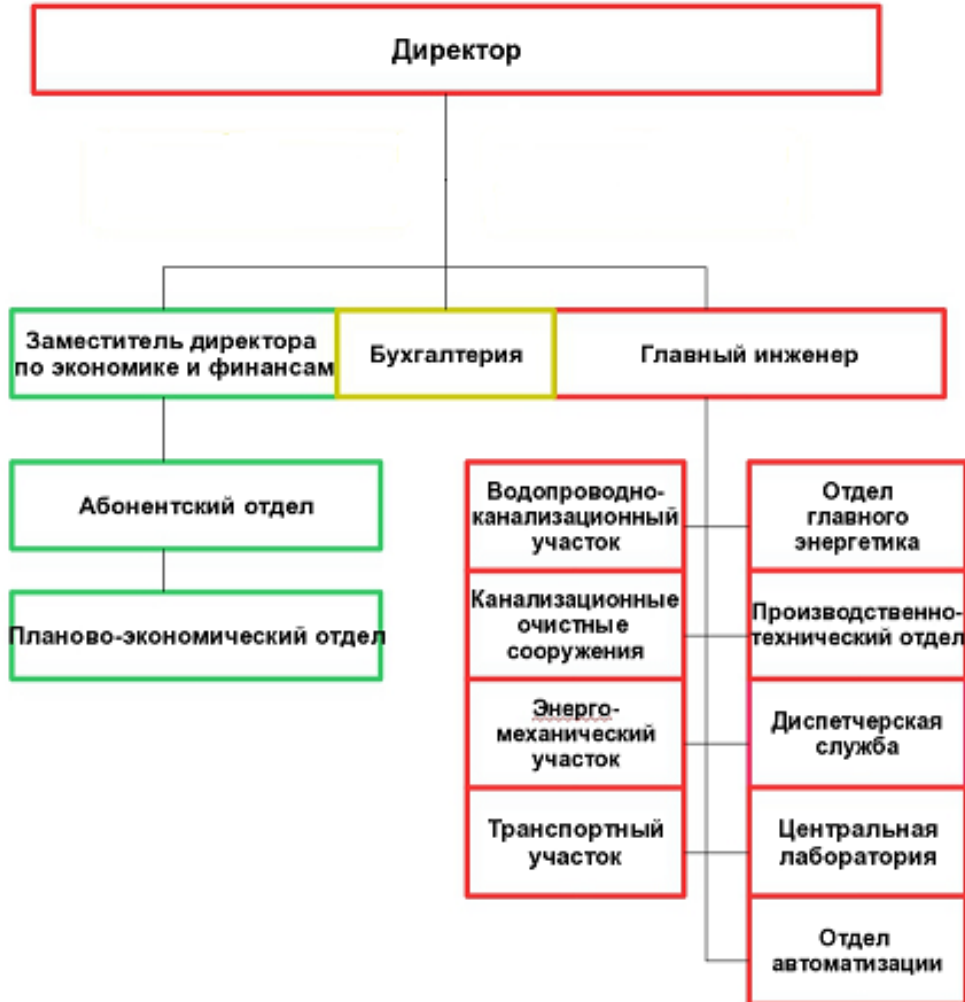 Директор
Заместитель директора
по экономике и финансам
Бухгалтерия
Главный инженер
Абонентский отдел
Планово-экономический отдел
Водопроводно-
канализационный
участок
Канализационные
очистные
сооружения
Энерго-
механический
участок
Транспортный
участок
Отдел
главного
энергетика
Производственно-
технический отдел
Диспетчерская
служба
Центральная
лаборатория
Отдел
автоматизации